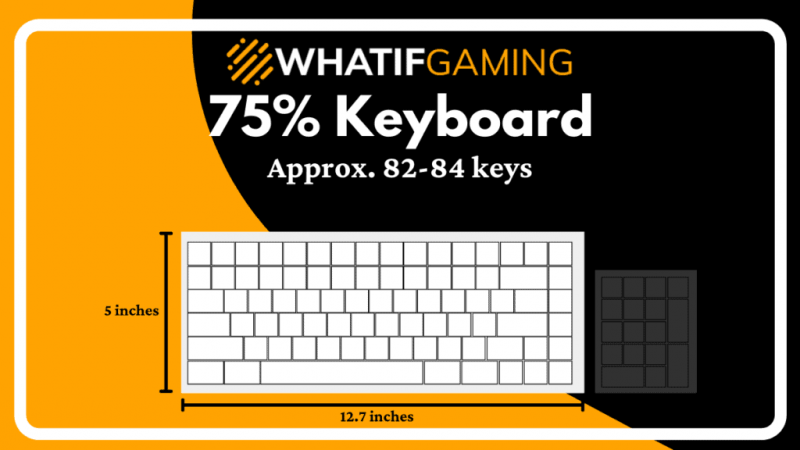 WHATIFGAMING
75% Keyboard
Approx. 82-84 keys
5 inches
12.7 inches